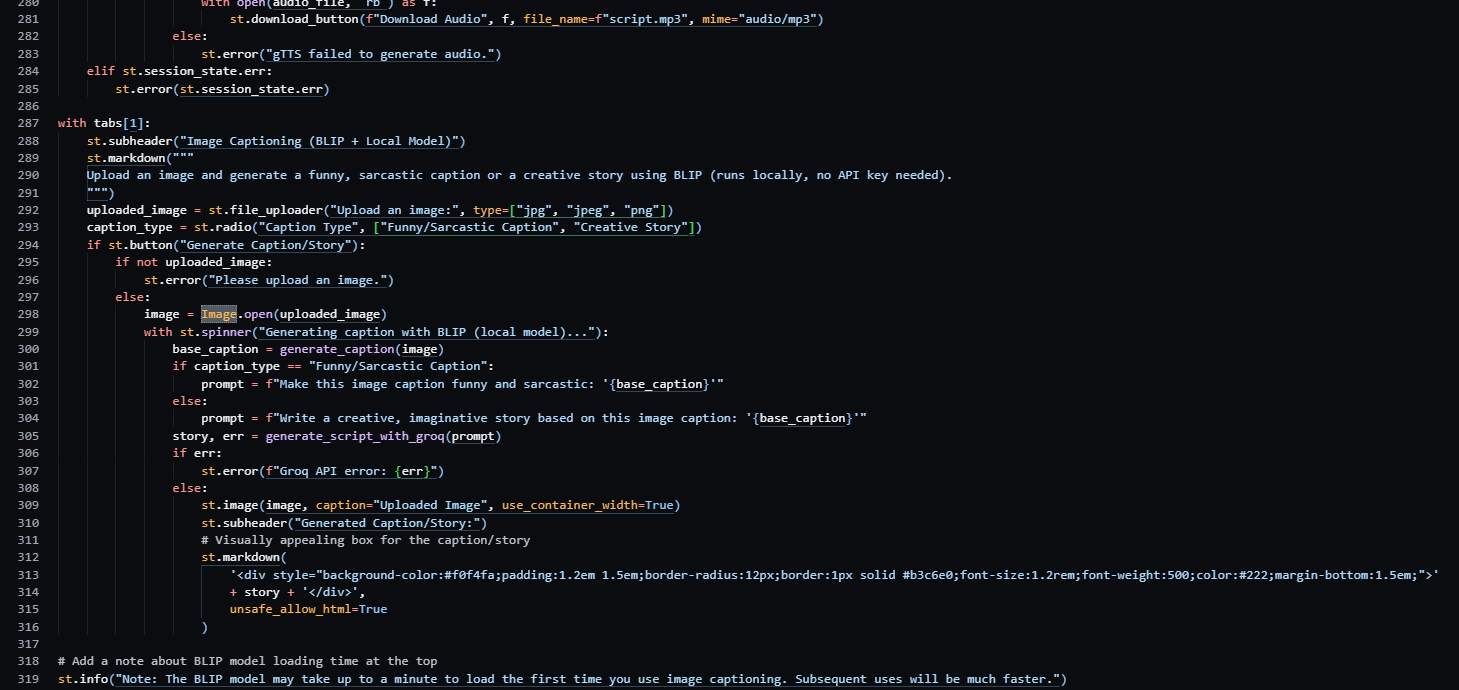 280 with open(audio_file, "rb") as f:
281 st.download_button(f"Download Audio", f, file_name=f"script.mp3", mime="audio/mp3")
282 else:
283 st.error("gTTS failed to generate audio.")
284 elif st.session_state.err:
285 st.error(st.session_state.err)
286
287 with tabs[1]:
288 st.subheader("Image Captioning (BLIP + Local Model)")
289 st.markdown("""
290 Upload an image and generate a funny, sarcastic caption or a creative story using BLIP (runs locally, no API key needed).
291 """)
292 uploaded_image = st.file_uploader("Upload an image:", type=["jpg", "jpeg", "png"])
293 caption_type = st.radio("Caption Type", ["Funny/Sarcastic Caption", "Creative Story"])
294 if st.button("Generate Caption/Story"):
295 if not uploaded_image:
296 st.error("Please upload an image.")
297 else:
298 image = Image.open(uploaded_image)
299 with st.spinner("Generating caption with BLIP (local model)..."):
300 base_caption = generate_caption(image)
301 if caption_type == "Funny/Sarcastic Caption":
302 prompt = f"Make this image caption funny and sarcastic: '{base_caption}'"
303 else:
304 prompt = f"Write a creative, imaginative story based on this image caption: '{base_caption}'"
305 story, err = generate_script_with_groq(prompt)
306 if err:
307 st.error(f"Groq API error: {err}")
308 else:
309 st.image(image, caption="Uploaded Image", use_container_width=True)
310 st.subheader("Generated Caption/Story:")
311 # Visually appealing box for the caption/story
312 st.markdown(
313 '<div style="background-color:#f0f4fa;padding:1.2em 1.5em;border-radius:12px;border:1px solid #b3c6e0;font-size:1.2rem;font-weight:500;color:#222;margin-bottom:1.5em;">'
314 + story + '</div>',
315 unsafe_allow_html=True
316 )
317
318 # Add a note about BLIP model loading time at the top
319 st.info("Note: The BLIP model may take up to a minute to load the first time you use image captioning. Subsequent uses will be much faster.")